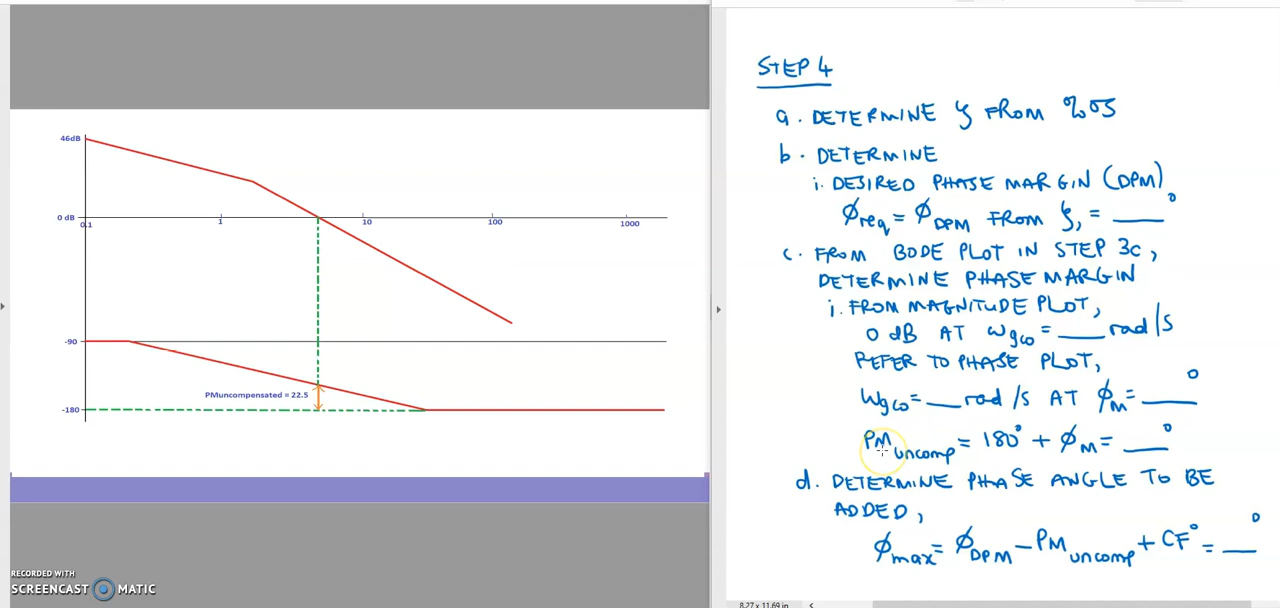 46dB
0 dB
0.1
1
10
100
1000
-90
PMuncompensated = 22.5
-180
RECORDED WITH
SCREENCAST MATIC
STEP 4
a. DETERMINE ζ FROM %OS
b. DETERMINE
i. DESIRED PHASE MARGIN (DPM)
Φreq = ΦDPM FROM ζ, = ____°
c. FROM BODE PLOT IN STEP 3c,
DETERMINE PHASE MARGIN
i. FROM MAGNITUDE PLOT,
0 dB AT ωgco = ___ rad/s
REFER TO PHASE PLOT,
ωgco = ___ rad/s AT ΦM = ____°
PMuncomp = 180° + ΦM = ___°
d. DETERMINE PHASE ANGLE TO BE
ADDED,
Φmax = ΦDPM - PMuncomp + CF° = ___°
8.27 x 11.69 in